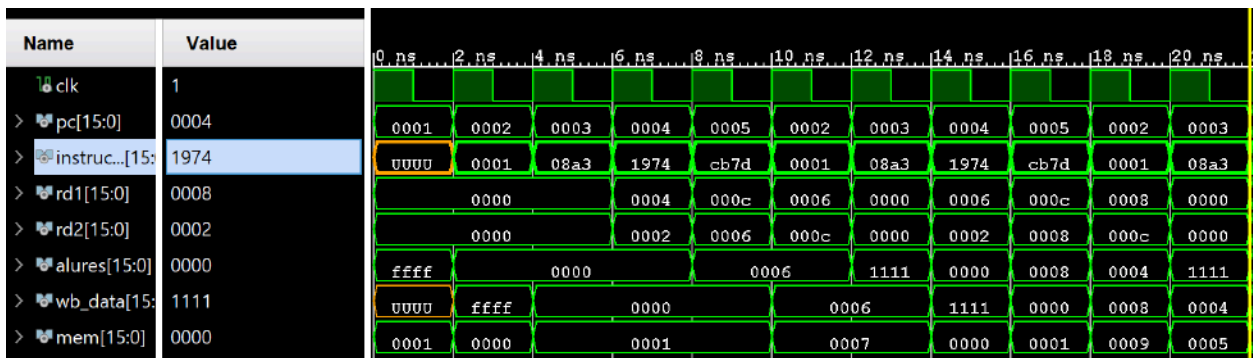 Name Value
0 ns 2 ns 4 ns 6 ns 8 ns 10 ns 12 ns 14 ns 16 ns 18 ns 20 ns
clk 1
pc[15:0] 0004 0001 0002 0003 0004 0005 0002 0003 0004 0005 0002 0003
instruc...[15: 1974 UUUU 0001 08a3 1974 cb7d 0001 08a3 1974 cb7d 0001 08a3
rd1[15:0] 0008 0000 0004 000c 0006 0000 0006 000c 0008 0000
rd2[15:0] 0002 0000 0002 0006 000c 0000 0002 0008 000c 0000
alures[15:0] 0000 ffff 0000 0006 1111 0000 0008 0004 1111
wb_data[15: 1111 UUUU ffff 0000 0006 1111 0000 0008 0004
mem[15:0] 0000 0001 0000 0001 0007 0000 0001 0009 0005